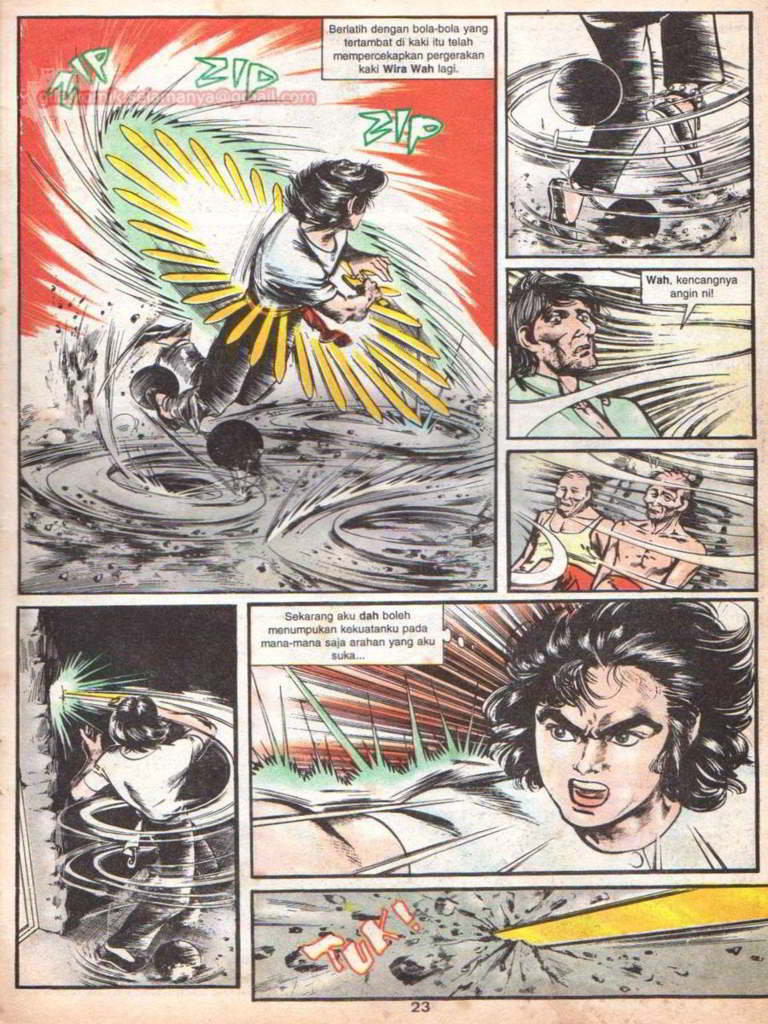 Berlatih dengan bola-bola yang
tertambat di kaki itu telah
mempercekapkan pergerakan
kaki Wira Wah lagi.
ZIP
ZIP
ZIP
Wah, kencangnya
angin ni!
Sekarang aku dah boleh
menumpukan kekuatanku pada
mana-mana saja arahan yang aku
suka...
TUK!
23